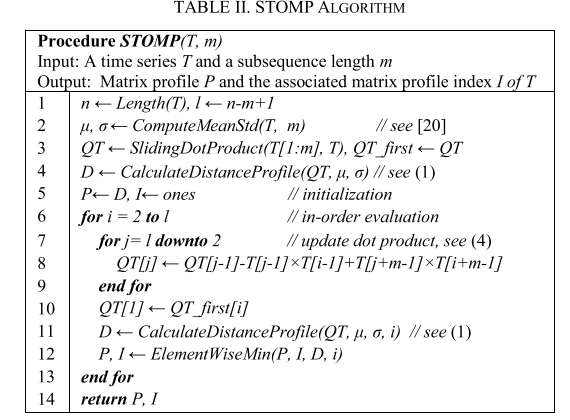 TABLE II. STOMP ALGORITHM
Procedure STOMP(T, m)
Input: A time series T and a subsequence length m
Output: Matrix profile P and the associated matrix profile index I of T
1 n ← Length(T), l ← n-m+1
2 μ, σ ← ComputeMeanStd(T, m) // see [20]
3 QT ← SlidingDotProduct(T[1:m], T), QT_first ← QT
4 D ← CalculateDistanceProfile(QT, μ, σ) // see (1)
5 P← D, I← ones // initialization
6 for i = 2 to l // in-order evaluation
7 for j= l downto 2 // update dot product, see (4)
8 QT[j] ← QT[j-1]-T[j-1]×T[i-1]+T[j+m-1]×T[i+m-1]
9 end for
10 QT[1] ← QT_first[i]
11 D ← CalculateDistanceProfile(QT, μ, σ, i) // see (1)
12 P, I ← ElementWiseMin(P, I, D, i)
13 end for
14 return P, I